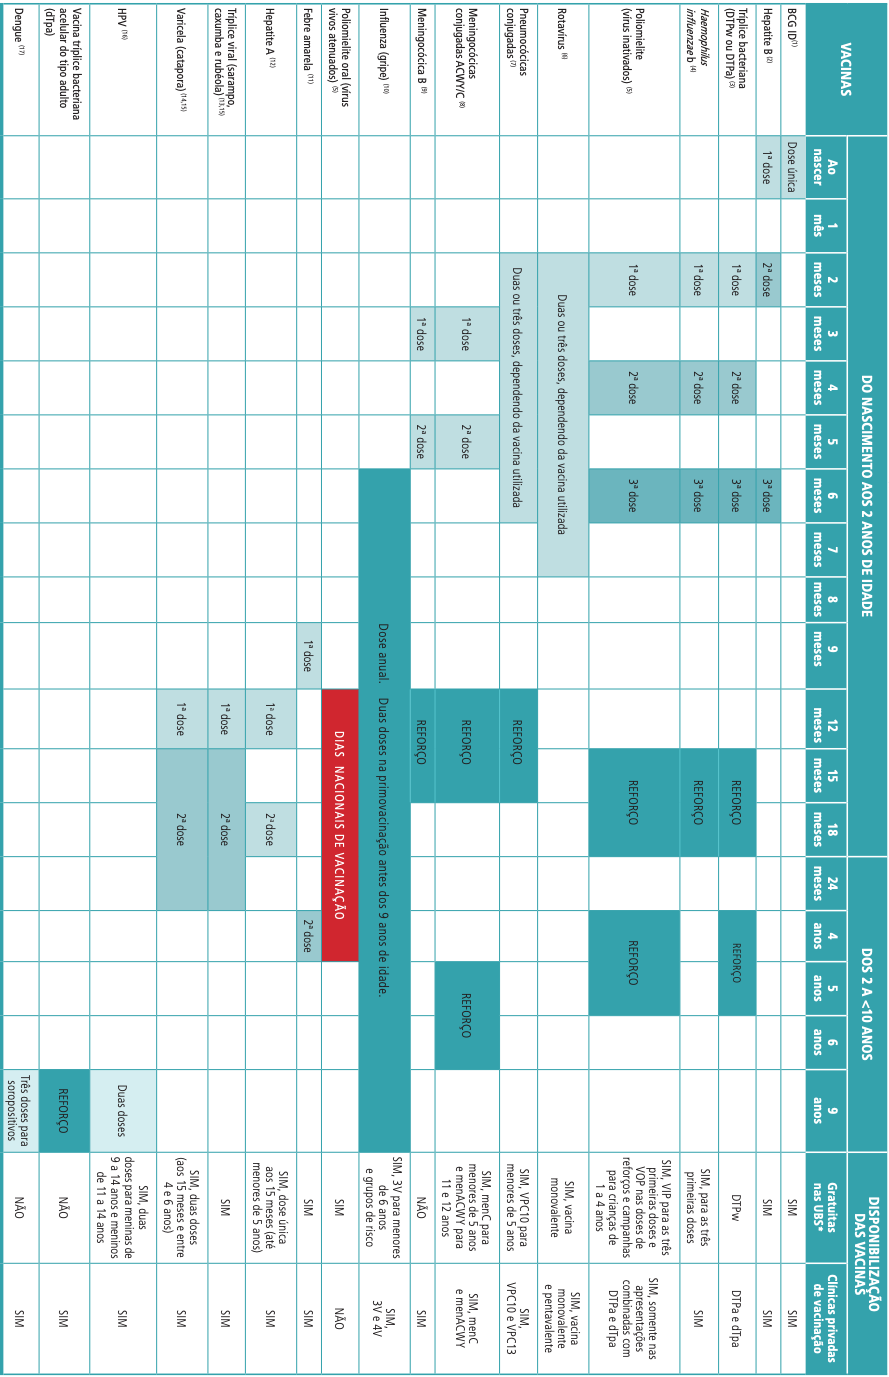 VACINAS
DO NASCIMENTO AOS 2 ANOS DE IDADE
DOS 2 A <10 ANOS
DISPONIBILIZAÇÃO
DAS VACINAS
Ao
nascer
1
mês
2
meses
3
meses
4
meses
5
meses
6
meses
7
meses
8
meses
9
meses
12
meses
15
meses
18
meses
24
meses
4
anos
5
anos
6
anos
9
anos
Gratuitas
nas UBS*
Clínicas privadas
de vacinação
BCG ID (1)
Dose única
SIM
SIM
Hepatite B (2)
1ª dose
2ª dose
3ª dose
SIM
SIM
Tríplice bacteriana
(DTPw ou DTPa) (3)
1ª dose
2ª dose
3ª dose
REFORÇO
REFORÇO
DTPw
DTPa e dTpa
Haemophilus
influenzae b (4)
1ª dose
2ª dose
3ª dose
REFORÇO
SIM, para as três
primeiras doses
SIM
Poliomielite
(vírus inativados) (5)
1ª dose
2ª dose
3ª dose
REFORÇO
REFORÇO
SIM, VIP para as três
primeiras doses e
VOP nas doses de
reforços e campanhas
para crianças de
1 a 4 anos
SIM, somente nas
apresentações
combinadas com
DTPa e dTpa
Rotavírus (6)
Duas ou três doses, dependendo da vacina utilizada
SIM, vacina
monovalente
SIM, vacina
monovalente
e pentavalente
Pneumocócicas
conjugadas (7)
Duas ou três doses, dependendo da vacina utilizada
REFORÇO
SIM, VPC10 para
menores de 5 anos
SIM,
VPC10 e VPC13
Meningocócicas
conjugadas ACWY/C (8)
1ª dose
2ª dose
REFORÇO
REFORÇO
SIM, menC para
menores de 5 anos
e menACWY para
11 e 12 anos
SIM, menC
e menACWY
Meningocócica B (9)
1ª dose
2ª dose
REFORÇO
NÃO
SIM
Influenza (gripe) (10)
Dose anual. Duas doses na primovacinação antes dos 9 anos de idade.
SIM, 3V para menores
de 6 anos
e grupos de risco
SIM,
3V e 4V
Poliomielite oral (vírus
vivos atenuados) (5)
DIAS NACIONAIS DE VACINAÇÃO
SIM
NÃO
Febre amarela (11)
1ª dose
2ª dose
SIM
SIM
Hepatite A (12)
1ª dose
2ª dose
SIM, dose única
aos 15 meses (até
menores de 5 anos)
SIM
Tríplice viral (sarampo,
caxumba e rubéola) (13,15)
1ª dose
2ª dose
SIM
SIM
Varicela (catapora) (14,15)
1ª dose
2ª dose
SIM, duas doses
(aos 15 meses e entre
4 e 6 anos)
SIM
HPV (16)
Duas doses
SIM, duas
doses para meninas de
9 a 14 anos e meninos
de 11 a 14 anos
SIM
Vacina tríplice bacteriana
acelular do tipo adulto
(dTpa)
REFORÇO
NÃO
SIM
Dengue (17)
Três doses para
soropositivos
NÃO
SIM